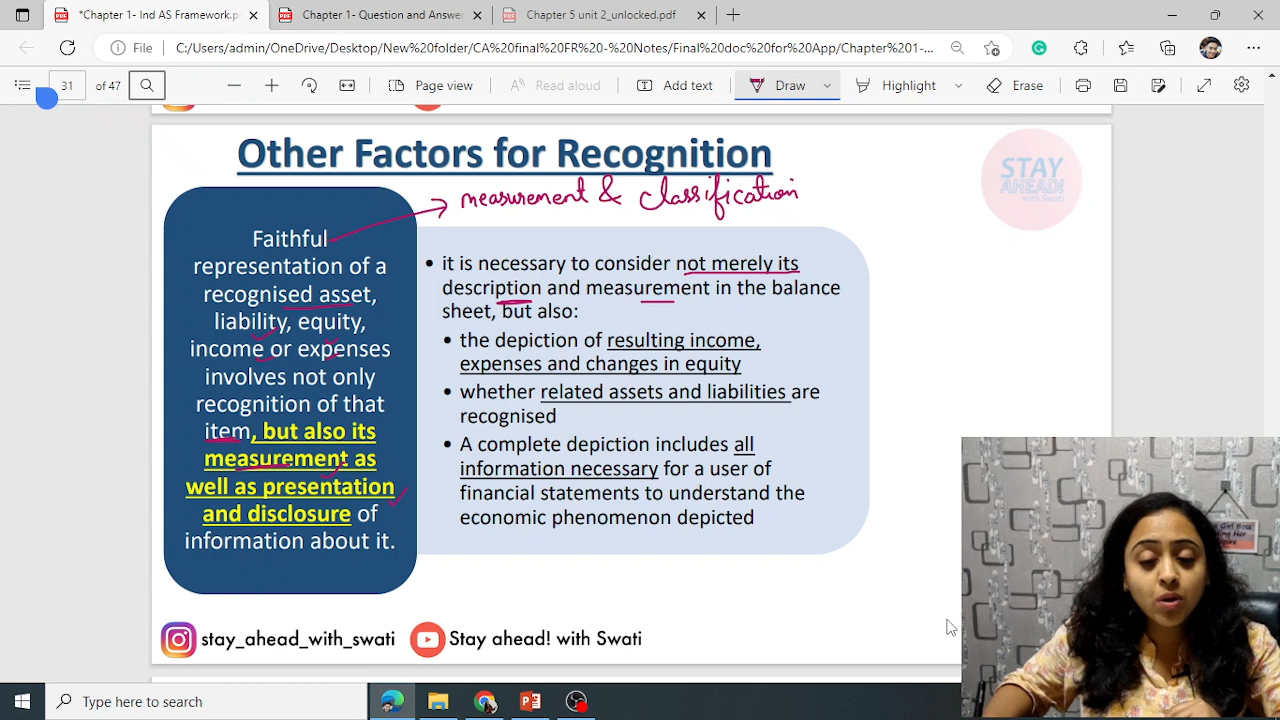 *Chapter 1- Ind AS Framework.pd
Chapter 1 - Question and Answer
Chapter 5 unit 2_unlocked.pdf
File
C:/Users/admin/OneDrive/Desktop/New%20folder/CA%20Final%20FR%20-%20Notes/Final%20doc%20for%20App/Chapter%201-...
31 of 47
Page view
Read aloud
Add text
Draw
Highlight
Erase
Other Factors for Recognition
measurement & classification
STAY
AHEAD!
with Swati
Faithful
representation of a
recognised asset,
liability, equity,
income or expenses
involves not only
recognition of that
item, but also its
measurement as
well as presentation
and disclosure of
information about it.
• it is necessary to consider not merely its
description and measurement in the balance
sheet, but also:
• the depiction of resulting income,
expenses and changes in equity
• whether related assets and liabilities are
recognised
• A complete depiction includes all
information necessary for a user of
financial statements to understand the
economic phenomenon depicted
stay_ahead_with_swati
Stay ahead! with Swati
Type here to search